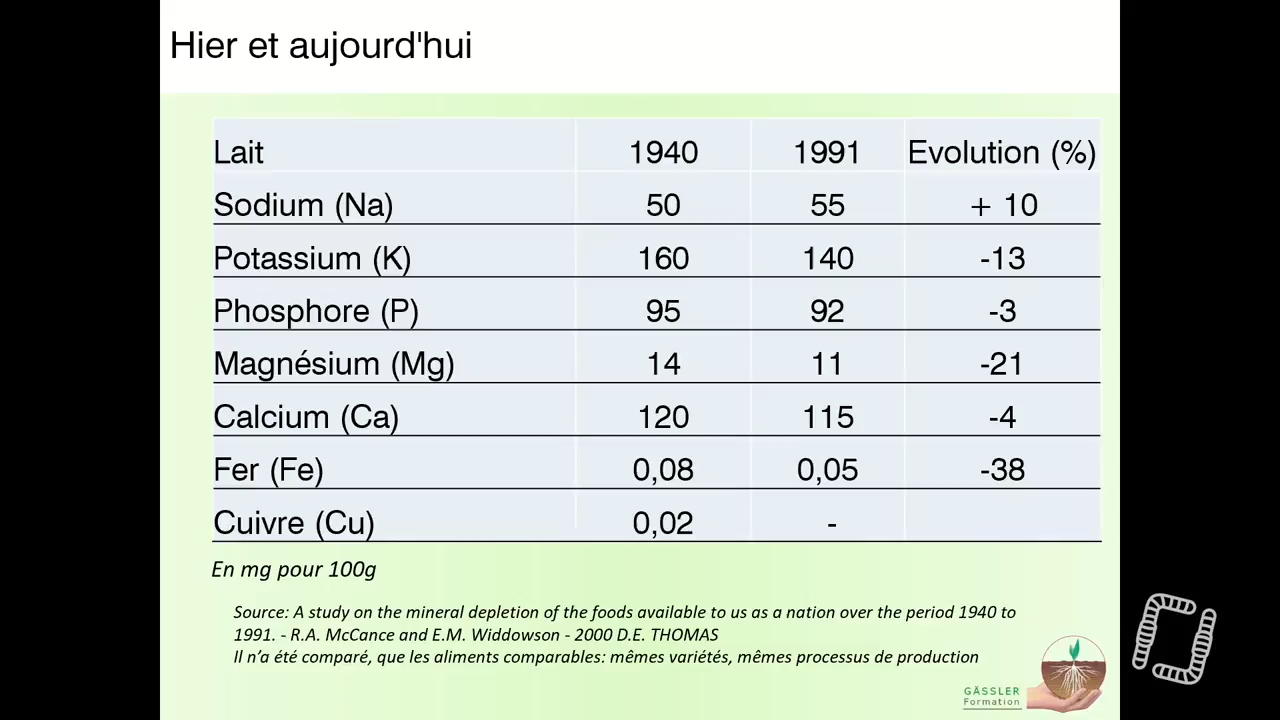 Hier et aujourd'hui
Lait 1940 1991 Evolution (%)
Sodium (Na) 50 55 + 10
Potassium (K) 160 140 -13
Phosphore (P) 95 92 -3
Magnésium (Mg) 14 11 -21
Calcium (Ca) 120 115 -4
Fer (Fe) 0,08 0,05 -38
Cuivre (Cu) 0,02 -
En mg pour 100g
Source: A study on the mineral depletion of the foods available to us as a nation over the period 1940 to
1991. - R.A. McCance and E.M. Widdowson - 2000 D.E. THOMAS
Il n'a été comparé, que les aliments comparables: mêmes variétés, mêmes processus de production
GÄSSLER
Formation